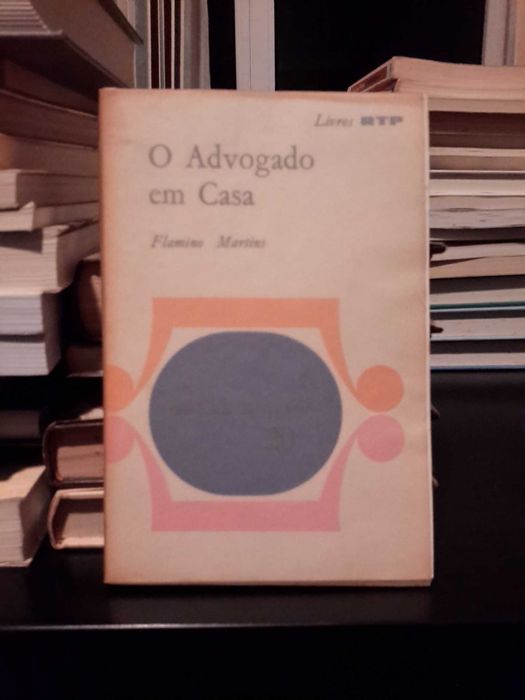 Livros RTP
O Advogado
em Casa
Flamino Martins